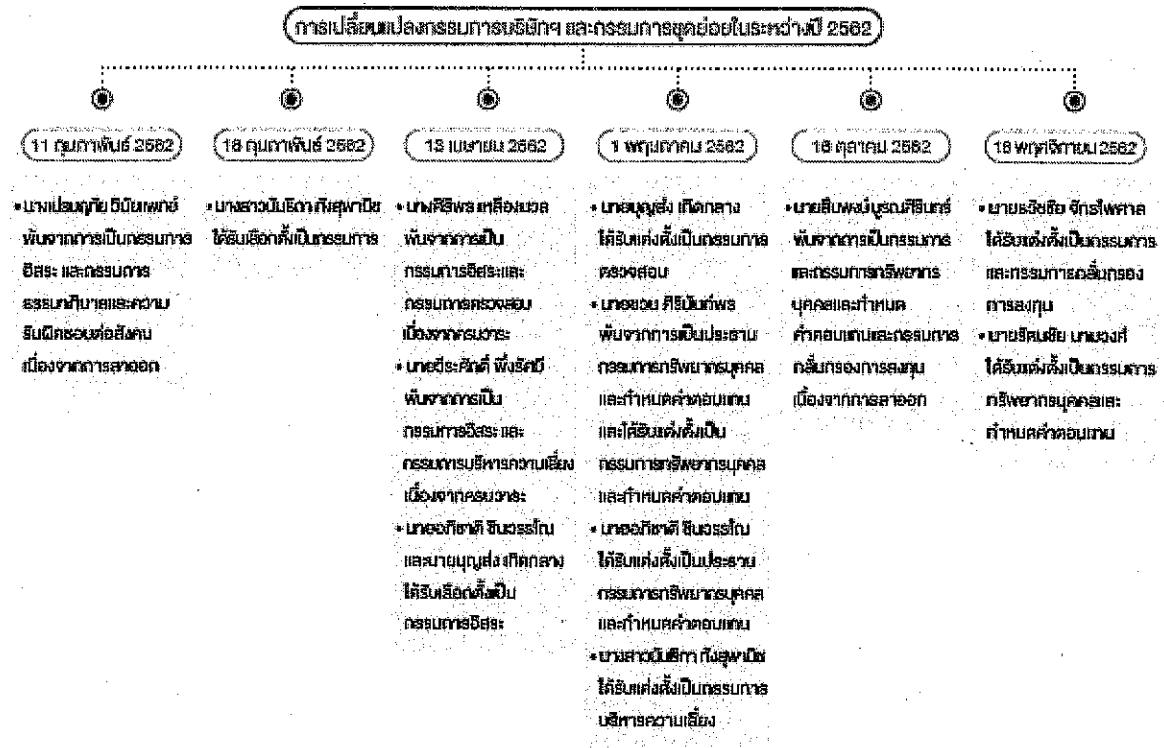 การเปลี่ยนแปลงกรรมการบริษัทฯ และกรรมการชุดย่อยในระหว่างปี 2562
11 กุมภาพันธ์ 2562
• นางเปรมฤทัย วินัยแพทย์
พ้นจากการเป็นกรรมการ
อิสระ และกรรมการ
ธรรมาภิบาลและความ
รับผิดชอบต่อสังคม
เนื่องจากการลาออก
18 กุมภาพันธ์ 2562
• นางสาวนันธิกา ทังสุพานิช
ได้รับเลือกตั้งเป็นกรรมการ
13 เมษายน 2562
• นางศิริพร เหลืองนวล
พ้นจากการเป็น
กรรมการอิสระและ
กรรมการตรวจสอบ
เนื่องจากครบวาระ
• นายวีระศักดิ์ พึ่งรัศมี
พ้นจากการเป็น
กรรมการอิสระ และ
กรรมการบริหารความเสี่ยง
เนื่องจากครบวาระ
• นายอภิชาติ ชินวรรโณ
และนายบุญส่ง เกิดกลาง
ได้รับเลือกตั้งเป็น
กรรมการอิสระ
1 พฤษภาคม 2562
• นายบุญส่ง เกิดกลาง
ได้รับแต่งตั้งเป็นกรรมการ
ตรวจสอบ
• นายชวน ศิรินันท์พร
พ้นจากการเป็นประธาน
กรรมการทรัพยากรบุคคล
และกำหนดค่าตอบแทน
และได้รับแต่งตั้งเป็น
กรรมการทรัพยากรบุคคล
และกำหนดค่าตอบแทน
• นายอภิชาติ ชินวรรโณ
ได้รับแต่งตั้งเป็นประธาน
กรรมการทรัพยากรบุคคล
และกำหนดค่าตอบแทน
• นางสาวนันธิกา ทังสุพานิช
ได้รับแต่งตั้งเป็นกรรมการ
บริหารความเสี่ยง
16 ตุลาคม 2562
• นายสืบพงษ์ บูรณศิรินทร์
พ้นจากการเป็นกรรมการ
และกรรมการทรัพยากร
บุคคลและกำหนด
ค่าตอบแทนและกรรมการ
กลั่นกรองการลงทุน
เนื่องจากการลาออก
18 พฤศจิกายน 2562
• นายธวัชชัย จักรไพศาล
ได้รับแต่งตั้งเป็นกรรมการ
และกรรมการกลั่นกรอง
การลงทุน
• นายรัตนชัย นามวงศ์
ได้รับแต่งตั้งเป็นกรรมการ
ทรัพยากรบุคคลและ
กำหนดค่าตอบแทน